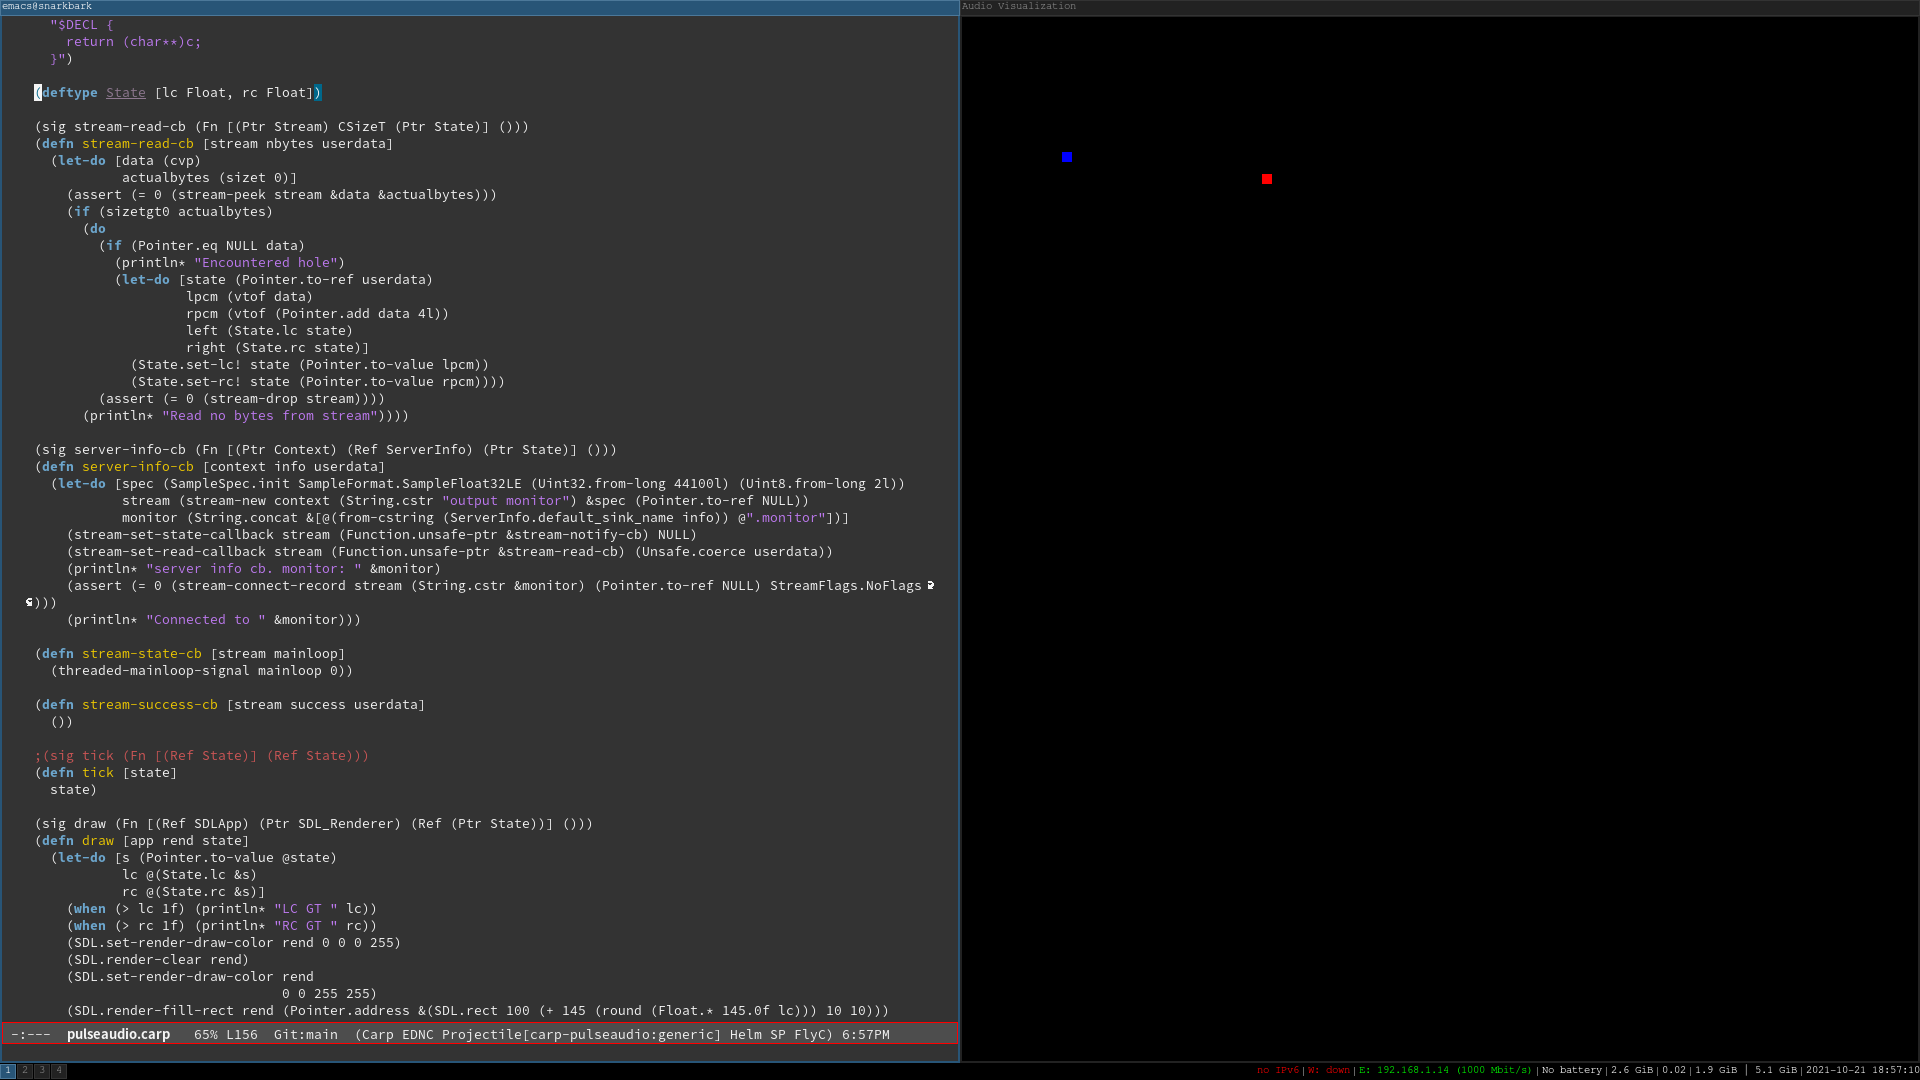 emacs@snarkbark
Audio Visualization
"$DECL {
return (char**)c;
}")
(deftype State [lc Float, rc Float])
(sig stream-read-cb (Fn [(Ptr Stream) CSizeT (Ptr State)] ()))
(defn stream-read-cb [stream nbytes userdata]
(let-do [data (cvp)
actualbytes (sizet 0)]
(assert (= 0 (stream-peek stream &data &actualbytes)))
(if (sizetgt0 actualbytes)
(do
(if (Pointer.eq NULL data)
(println* "Encountered hole")
(let-do [state (Pointer.to-ref userdata)
lpcm (vtof data)
rpcm (vtof (Pointer.add data 4l))
left (State.lc state)
right (State.rc state)]
(State.set-lc! state (Pointer.to-value lpcm))
(State.set-rc! state (Pointer.to-value rpcm))))
(assert (= 0 (stream-drop stream))))
(println* "Read no bytes from stream"))))
(sig server-info-cb (Fn [(Ptr Context) (Ref ServerInfo) (Ptr State)] ()))
(defn server-info-cb [context info userdata]
(let-do [spec (SampleSpec.init SampleFormat.SampleFloat32LE (Uint32.from-long 44100l) (Uint8.from-long 2l))
stream (stream-new context (String.cstr "output monitor") &spec (Pointer.to-ref NULL))
monitor (String.concat &[@(from-cstring (ServerInfo.default_sink_name info)) @".monitor"])]
(stream-set-state-callback stream (Function.unsafe-ptr &stream-notify-cb) NULL)
(stream-set-read-callback stream (Function.unsafe-ptr &stream-read-cb) (Unsafe.coerce userdata))
(println* "server info cb. monitor: " &monitor)
(assert (= 0 (stream-connect-record stream (String.cstr &monitor) (Pointer.to-ref NULL) StreamFlags.NoFlags
)))
(println* "Connected to " &monitor)))
(defn stream-state-cb [stream mainloop]
(threaded-mainloop-signal mainloop 0))
(defn stream-success-cb [stream success userdata]
())
;(sig tick (Fn [(Ref State)] (Ref State)))
(defn tick [state]
state)
(sig draw (Fn [(Ref SDLApp) (Ptr SDL_Renderer) (Ref (Ptr State))] ()))
(defn draw [app rend state]
(let-do [s (Pointer.to-value @state)
lc @(State.lc &s)
rc @(State.rc &s)]
(when (> lc 1f) (println* "LC GT " lc))
(when (> rc 1f) (println* "RC GT " rc))
(SDL.set-render-draw-color rend 0 0 0 255)
(SDL.render-clear rend)
(SDL.set-render-draw-color rend
0 0 255 255)
(SDL.render-fill-rect rend (Pointer.address &(SDL.rect 100 (+ 145 (round (Float.* 145.0f lc))) 10 10)))
-:--- pulseaudio.carp 65% L156 Git:main (Carp EDNC Projectile[carp-pulseaudio:generic] Helm SP FlyC) 6:57PM
1 2 3 4
no IPv6|W: down|E: 192.168.1.14 (1000 Mbit/s)|No battery|2.6 GiB|0.02|1.9 GiB | 5.1 GiB|2021-10-21 18:57:10